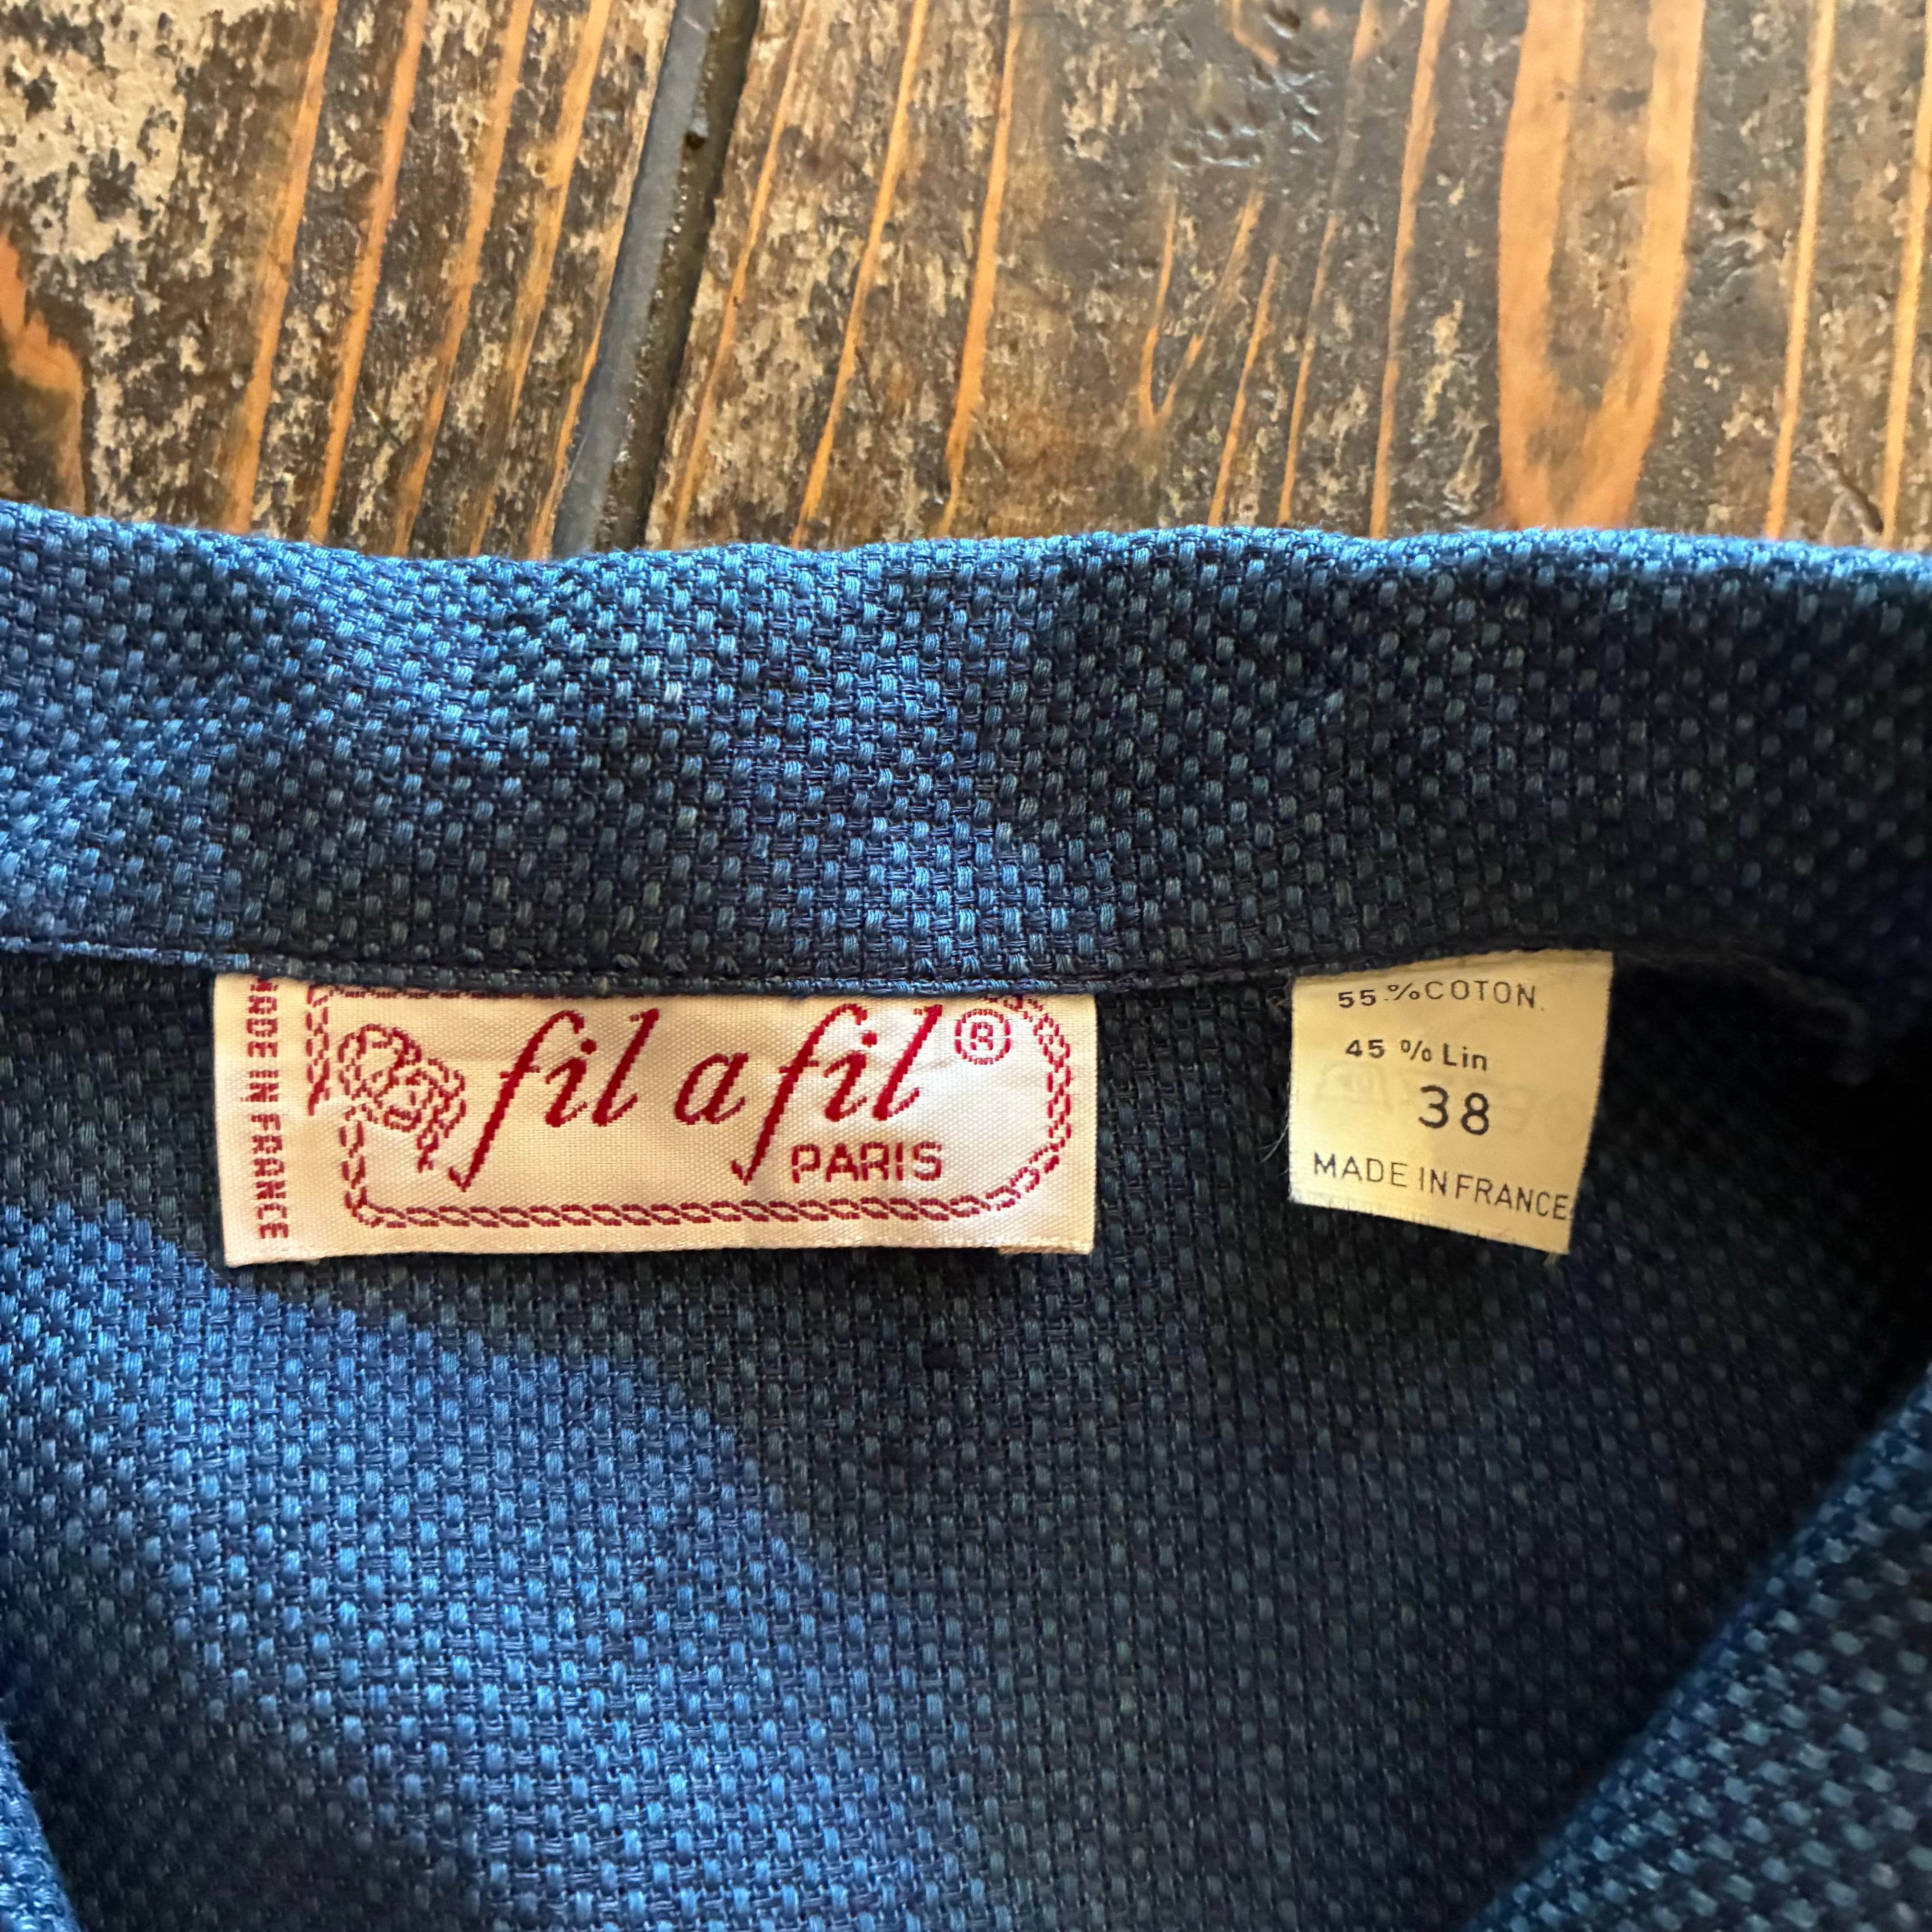 MADE IN FRANCE
fil a fil ®
PARIS
55 % COTON
45 % Lin
38
MADE IN FRANCE